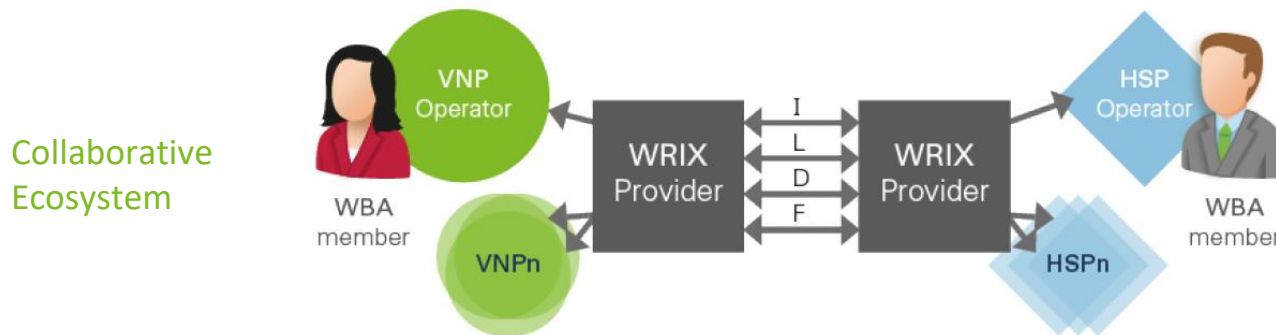 Collaborative
Ecosystem
VNP
Operator
WBA
member
VNPn
WRIX
Provider
I
L
D
F
WRIX
Provider
HSP
Operator
HSPn
WBA
member